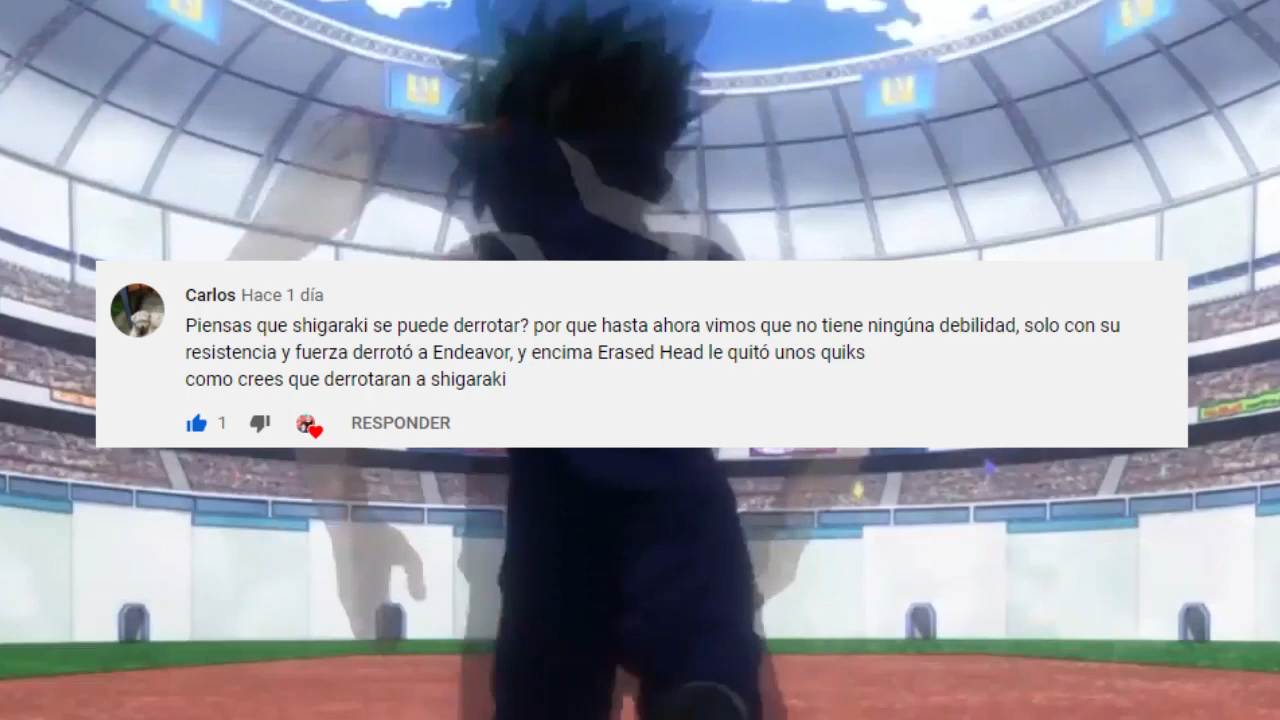 Carlos Hace 1 día
Piensas que shigaraki se puede derrotar? por que hasta ahora vimos que no tiene ningúna debilidad, solo con su
resistencia y fuerza derrotó a Endeavor, y encima Erased Head le quitó unos quiks
como crees que derrotaran a shigaraki
1 RESPONDER